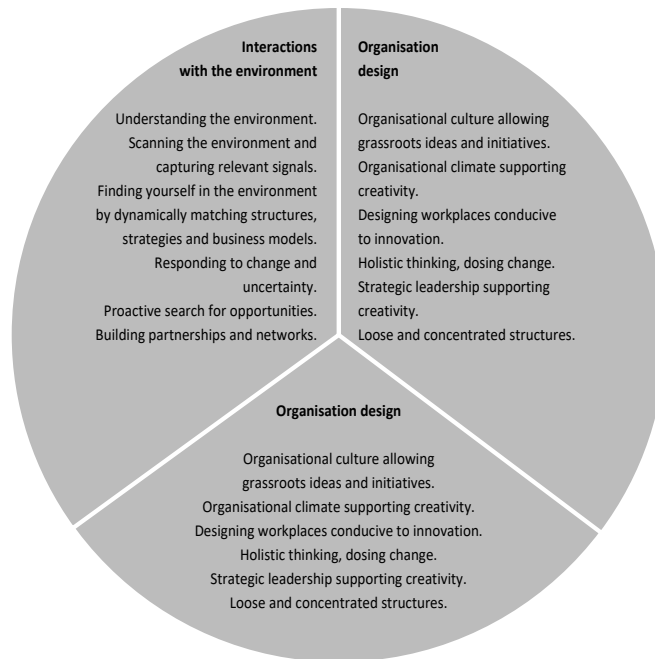 Interactions
with the environment
Understanding the environment.
Scanning the environment and
capturing relevant signals.
Finding yourself in the environment
by dynamically matching structures,
strategies and business models.
Responding to change and
uncertainty.
Proactive search for opportunities.
Building partnerships and networks.
Organisation
design
Organisational culture allowing
grassroots ideas and initiatives.
Organisational climate supporting
creativity.
Designing workplaces conducive
to innovation.
Holistic thinking, dosing change.
Strategic leadership supporting
creativity.
Loose and concentrated structures.
Organisation design
Organisational culture allowing
grassroots ideas and initiatives.
Organisational climate supporting creativity.
Designing workplaces conducive to innovation.
Holistic thinking, dosing change.
Strategic leadership supporting creativity.
Loose and concentrated structures.